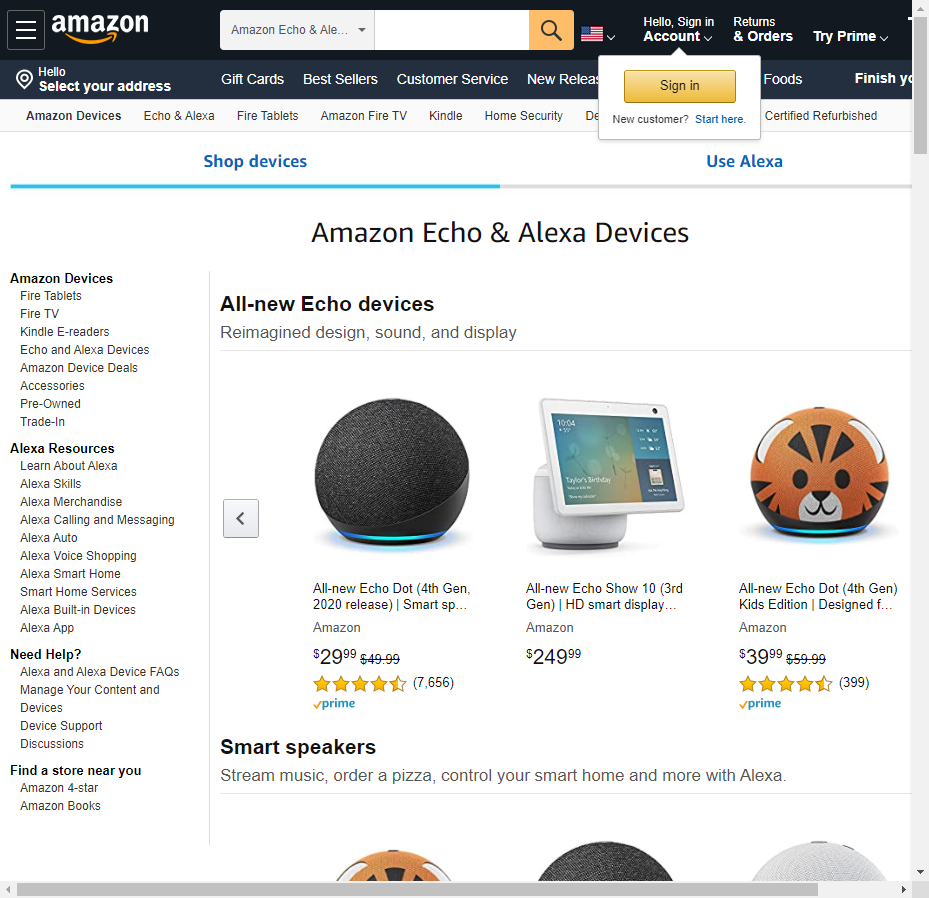 amazon
Amazon Echo & Ale...
Hello, Sign in
Account
Returns
& Orders
Try Prime
Hello
Select your address
Gift Cards
Best Sellers
Customer Service
New Releas
Foods
Finish yo
Sign in
New customer? Start here.
Amazon Devices
Echo & Alexa
Fire Tablets
Amazon Fire TV
Kindle
Home Security
De
Certified Refurbished
Shop devices
Use Alexa
Amazon Echo & Alexa Devices
Amazon Devices
Fire Tablets
Fire TV
Kindle E-readers
Echo and Alexa Devices
Amazon Device Deals
Accessories
Pre-Owned
Trade-In
Alexa Resources
Learn About Alexa
Alexa Skills
Alexa Merchandise
Alexa Calling and Messaging
Alexa Auto
Alexa Voice Shopping
Alexa Smart Home
Smart Home Services
Alexa Built-in Devices
Alexa App
Need Help?
Alexa and Alexa Device FAQs
Manage Your Content and
Devices
Device Support
Discussions
Find a store near you
Amazon 4-star
Amazon Books
All-new Echo devices
Reimagined design, sound, and display
10:04
Taylor's Birthday
All-new Echo Dot (4th Gen,
2020 release) | Smart sp…
Amazon
$2999 $49.99
(7,656)
prime
All-new Echo Show 10 (3rd
Gen) | HD smart display…
Amazon
$24999
All-new Echo Dot (4th Gen)
Kids Edition | Designed f…
Amazon
$3999 $59.99
(399)
prime
Smart speakers
Stream music, order a pizza, control your smart home and more with Alexa.